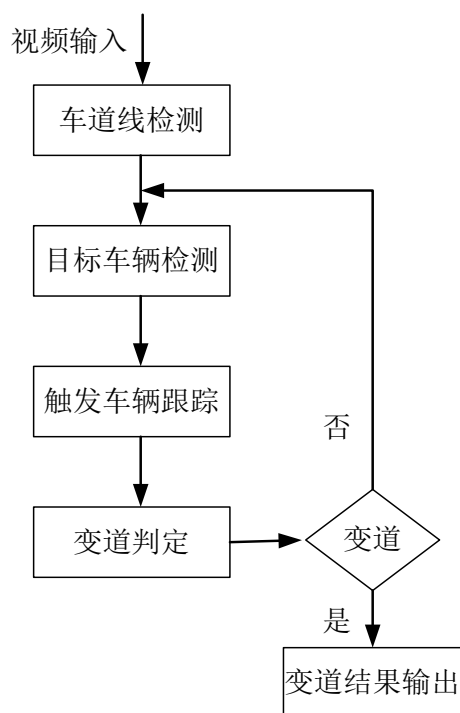 视频输入
车道线检测
目标车辆检测
触发车辆跟踪
否
变道判定
变道
是
变道结果输出